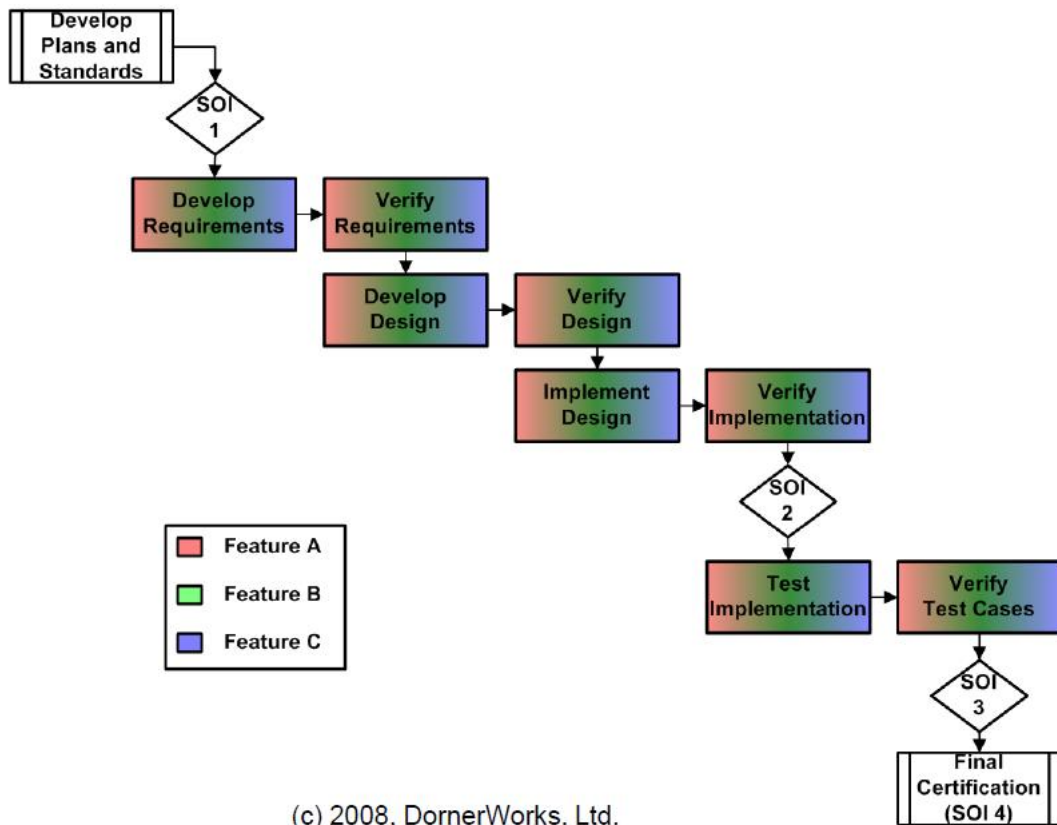 Develop
Plans and
Standards
SOI
1
Develop
Requirements
Verify
Requirements
Develop
Design
Verify
Design
Implement
Design
Verify
Implementation
SOI
2
Test
Implementation
Verify
Test Cases
SOI
3
Final
Certification
(SOI 4)
Feature A
Feature B
Feature C
(c) 2008, DornerWorks, Ltd.